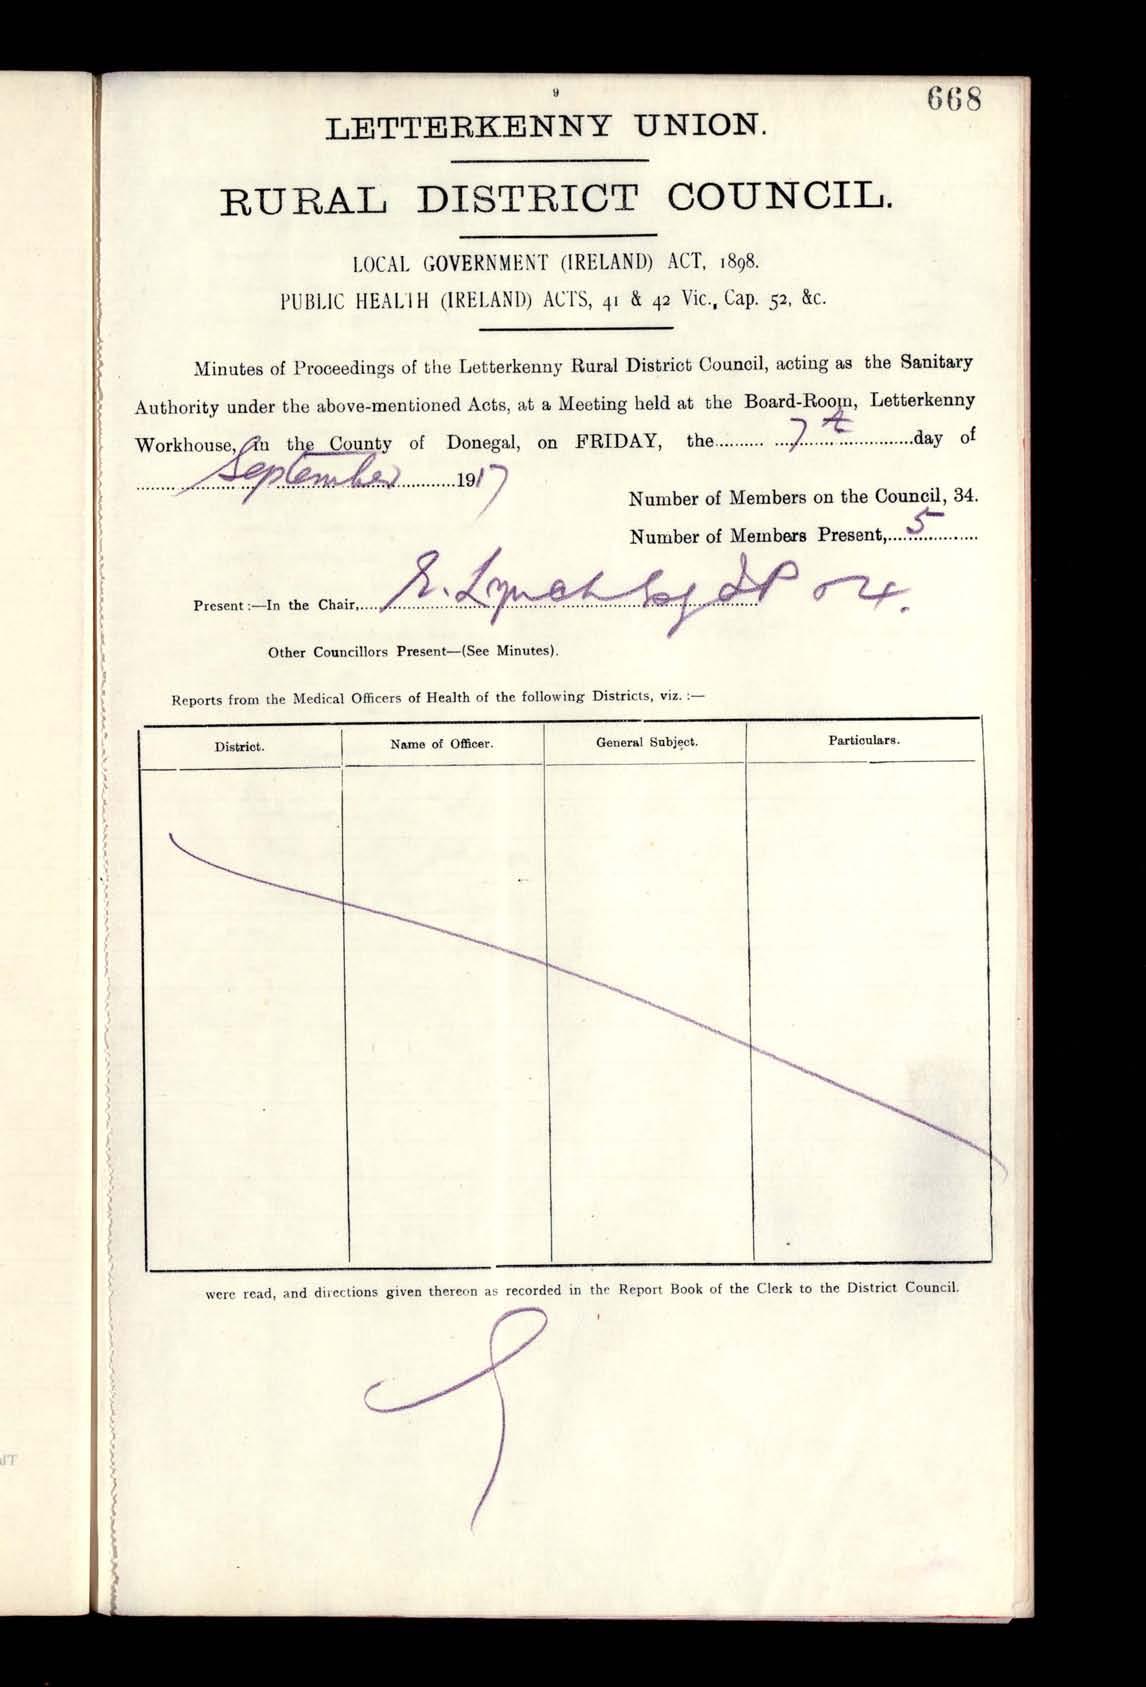 9
668
LETTERKENNY UNION.
RURAL DISTRICT COUNCIL.
LOCAL GOVERNMENT (IRELAND) ACT, 1898.
PUBLIC HEALTH (IRELAND) ACTS, 41 & 42 Vic., Cap. 52, &c.
Minutes of Proceedings of the Letterkenny Rural District Council, acting as the Sanitary
Authority under the above-mentioned Acts, at a Meeting held at the Board-Room, Letterkenny
Workhouse, in the County of Donegal, on FRIDAY, the 7th day of
September 1917
Number of Members on the Council, 34.
Number of Members Present, 5
Present:—In the Chair, E. Lynch Esq JP
Other Councillors Present—(See Minutes).
Reports from the Medical Officers of Health of the following Districts, viz. :—
District. Name of Officer. General Subject. Particulars.
were read, and directions given thereon as recorded in the Report Book of the Clerk to the District Council.